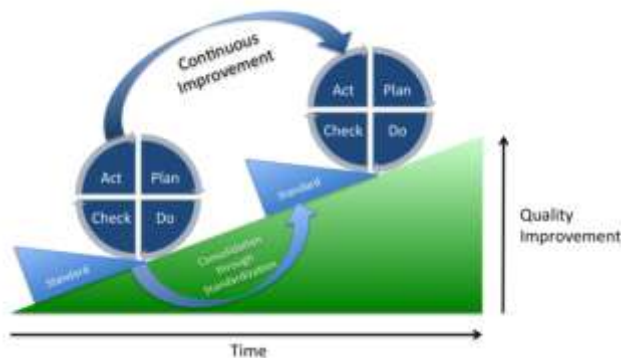 Continuous
Improvement
Act Plan
Check Do
Act Plan
Check Do
Standard
Standard
Consolidation
through
Standardization
Quality
Improvement
Time